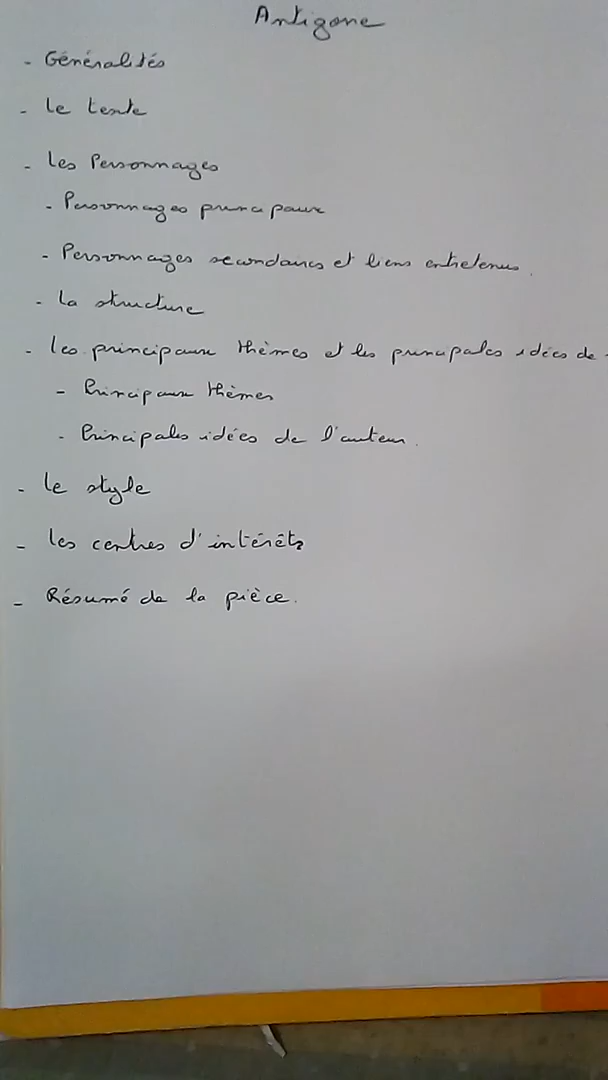 Antigone
- Généralités
- Le texte
- Les Personnages
- Personnages principaux
- Personnages secondaires et liens entretenus.
- La structure
- Les principaux thèmes et les principales idées de
- Principaux thèmes
- Principales idées de l'auteur.
- Le style
- Les centres d'intérêts
- Résumé de la pièce.